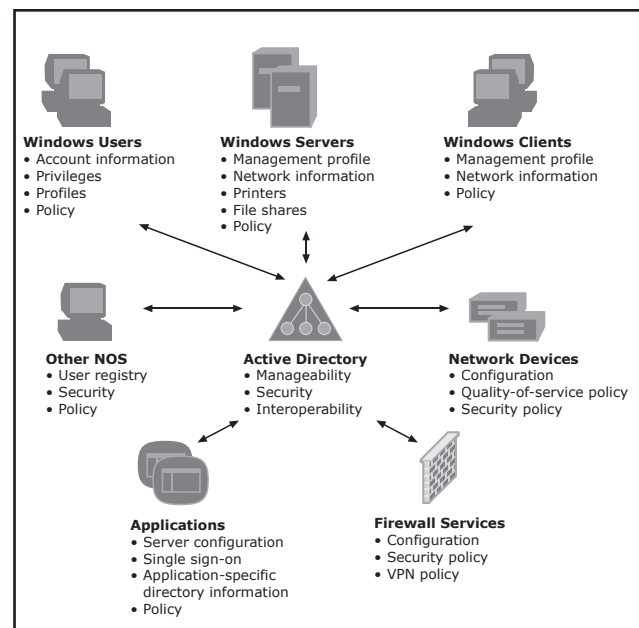 Windows Users
• Account information
• Privileges
• Profiles
• Policy
Windows Servers
• Management profile
• Network information
• Printers
• File shares
• Policy
Windows Clients
• Management profile
• Network information
• Policy
Other NOS
• User registry
• Security
• Policy
Active Directory
• Manageability
• Security
• Interoperability
Network Devices
• Configuration
• Quality-of-service policy
• Security policy
Applications
• Server configuration
• Single sign-on
• Application-specific
directory information
• Policy
Firewall Services
• Configuration
• Security policy
• VPN policy